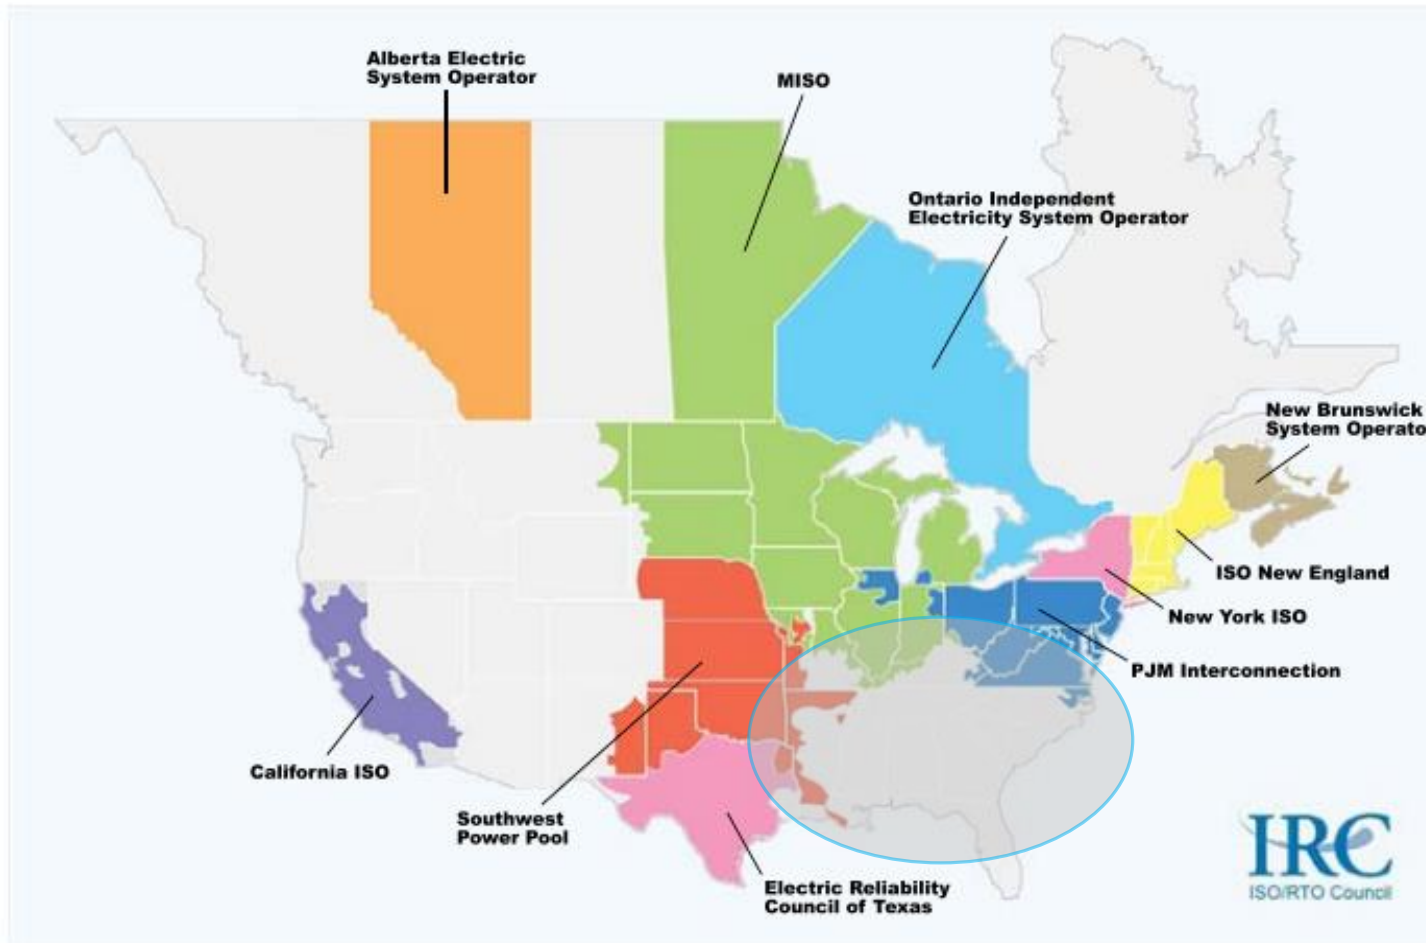 Alberta Electric
System Operator
MISO
Ontario Independent
Electricity System Operator
New Brunswick
System Operato
ISO New England
New York ISO
PJM Interconnection
California ISO
Southwest
Power Pool
Electric Reliability
Council of Texas
IRC
ISO/RTO Council